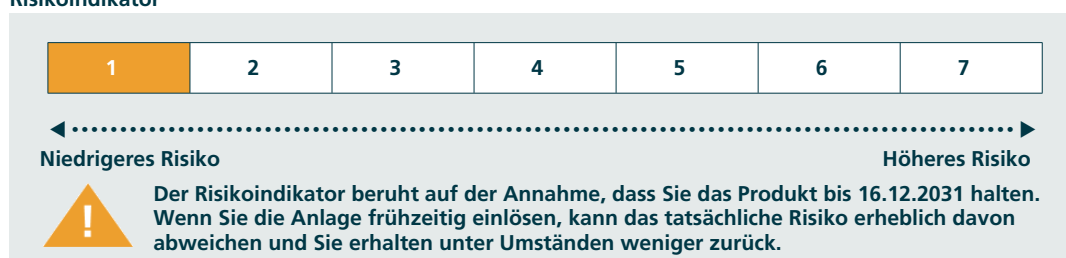 Risikoindikator
1 2 3 4 5 6 7
Niedrigeres Risiko Höheres Risiko
! Der Risikoindikator beruht auf der Annahme, dass Sie das Produkt bis 16.12.2031 halten.
Wenn Sie die Anlage frühzeitig einlösen, kann das tatsächliche Risiko erheblich davon
abweichen und Sie erhalten unter Umständen weniger zurück.